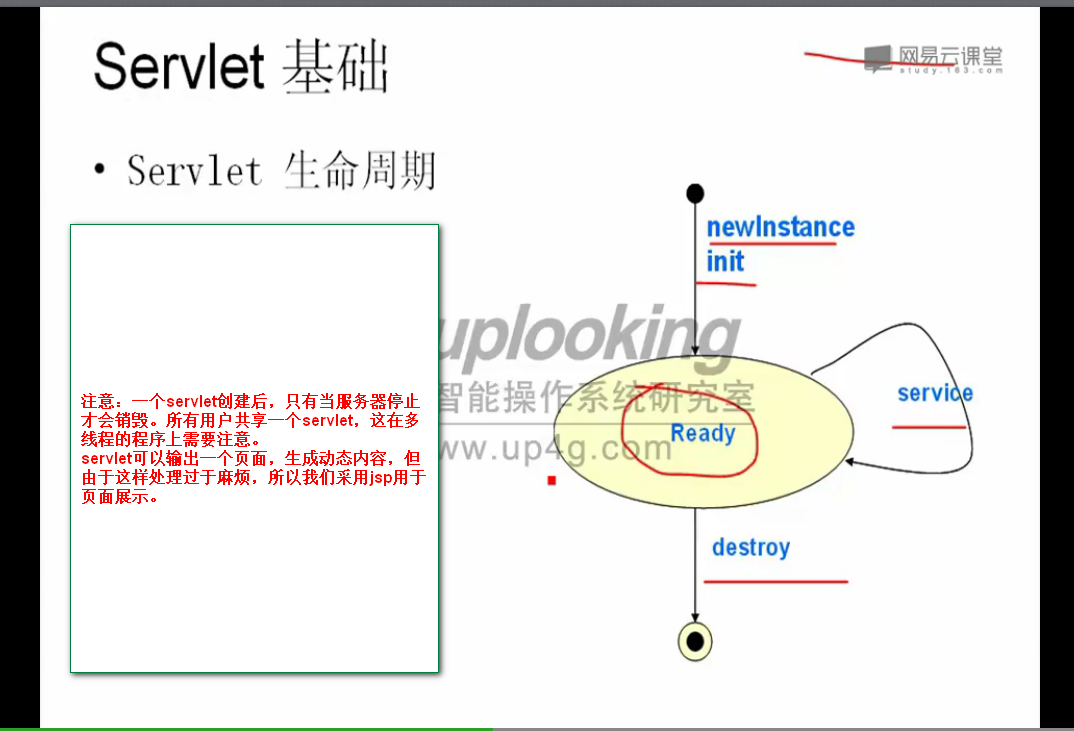 Servlet 基础
网易云课堂
study.163.com
• Servlet 生命周期
newInstance
init
注意：一个servlet创建后，只有当服务器停止
才会销毁。所有用户共享一个servlet，这在多
线程的程序上需要注意。
servlet可以输出一个页面，生成动态内容，但
由于这样处理过于麻烦，所以我们采用jsp用于
页面展示。
uplooking
智能操作系统研究室
www.up4g.com
service
Ready
destroy